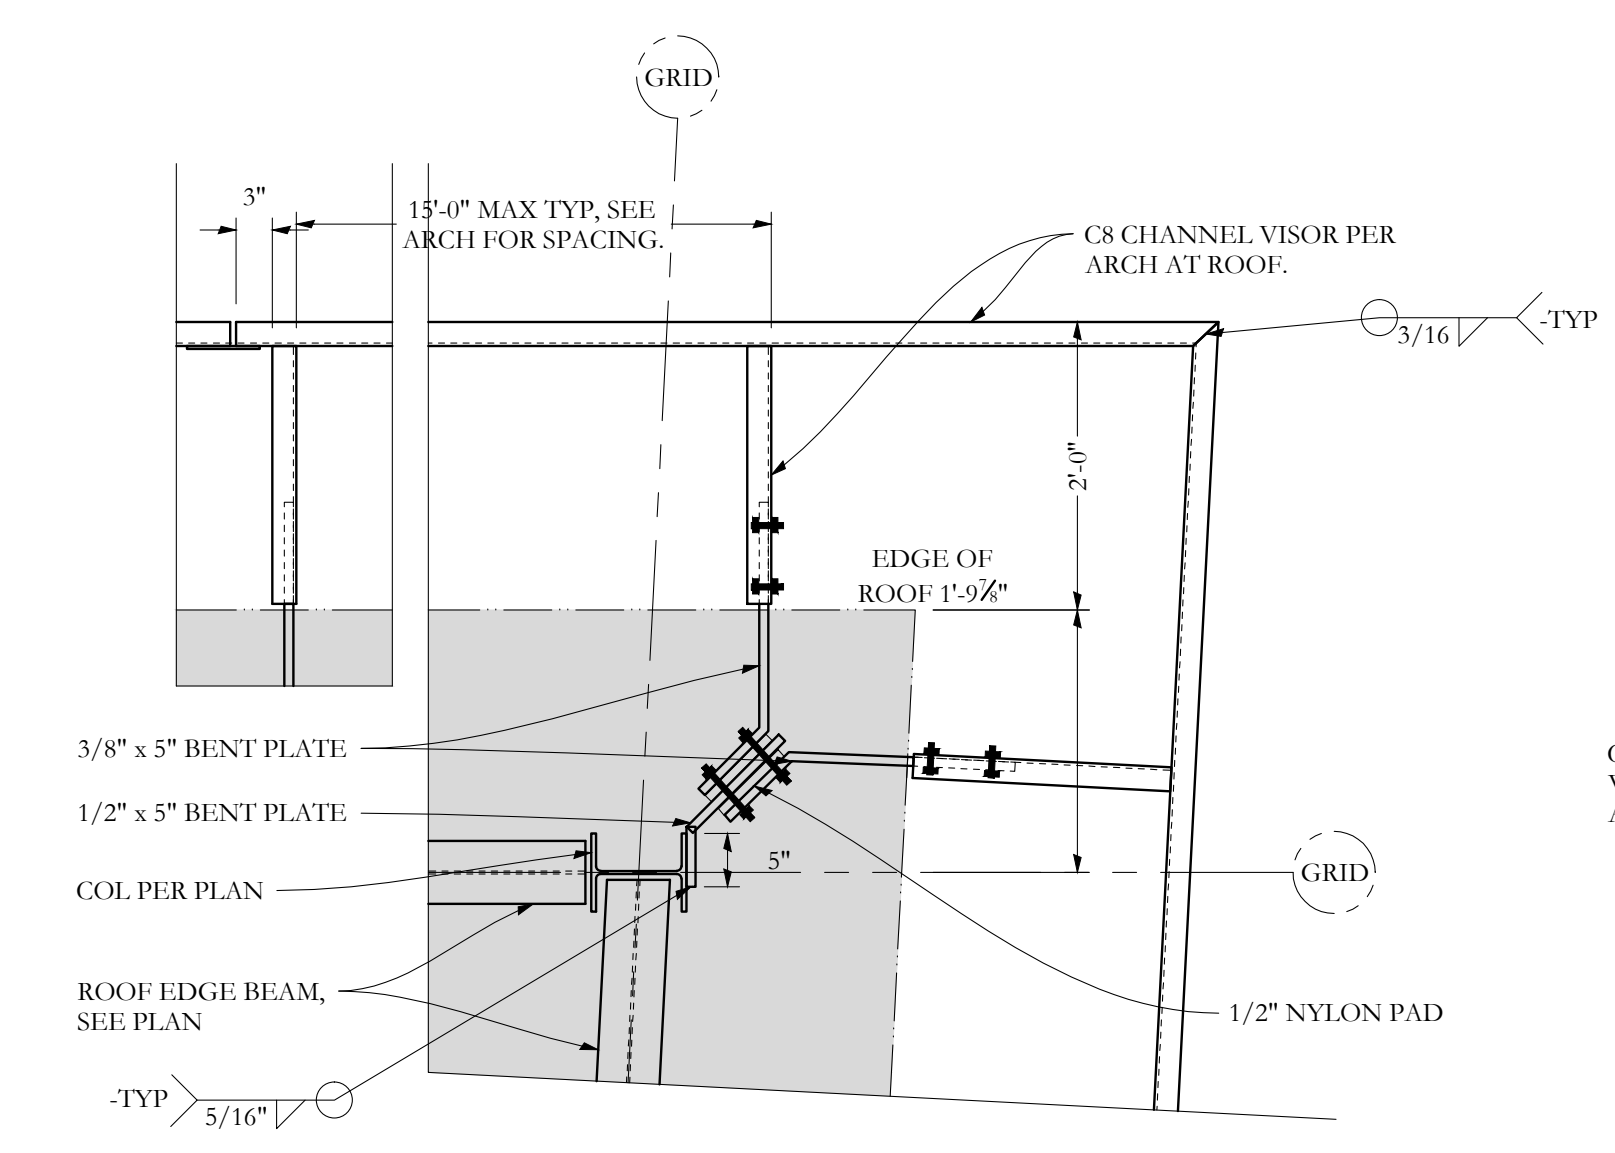 GRID
3"
15'-0" MAX TYP, SEE
ARCH FOR SPACING.
C8 CHANNEL VISOR PER
ARCH AT ROOF.
3/16
-TYP
2'-0"
EDGE OF
ROOF 1'-9⅞"
3/8" x 5" BENT PLATE
1/2" x 5" BENT PLATE
5"
COL PER PLAN
GRID
ROOF EDGE BEAM,
SEE PLAN
1/2" NYLON PAD
-TYP
5/16"